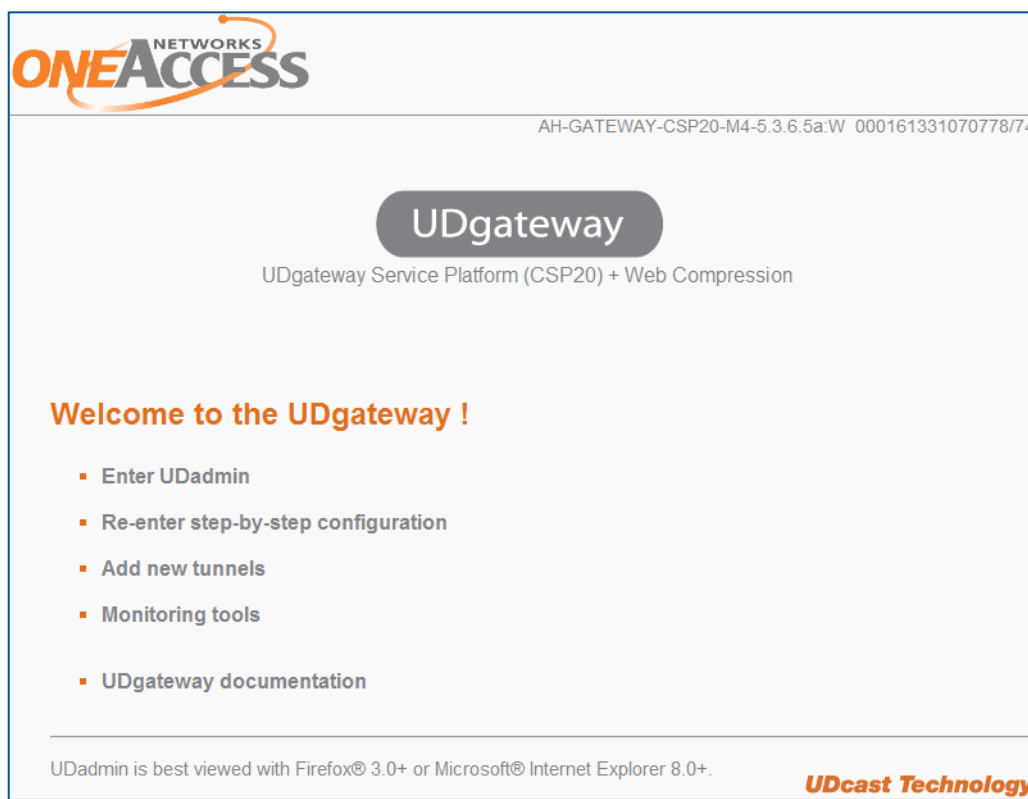 NETWORKS
ONEACCESS
AH-GATEWAY-CSP20-M4-5.3.6.5a:W 000161331070778/74
UDgateway
UDgateway Service Platform (CSP20) + Web Compression
Welcome to the UDgateway !
Enter UDadmin
Re-enter step-by-step configuration
Add new tunnels
Monitoring tools
UDgateway documentation
UDadmin is best viewed with Firefox® 3.0+ or Microsoft® Internet Explorer 8.0+.
UDcast Technology